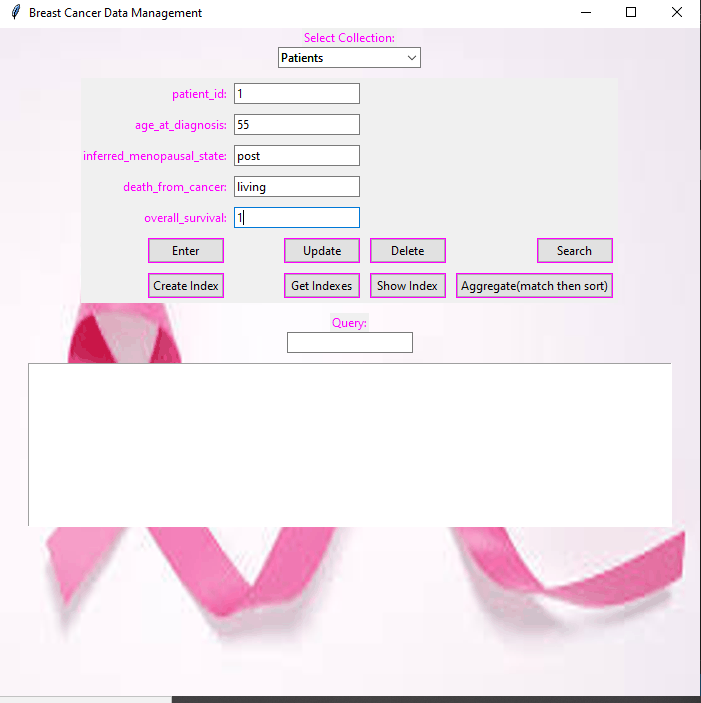 Breast Cancer Data Management
Select Collection:
Patients
patient_id: 1
age_at_diagnosis: 55
inferred_menopausal_state: post
death_from_cancer: living
overall_survival: 1
Enter Update Delete Search
Create Index Get Indexes Show Index Aggregate(match then sort)
Query: